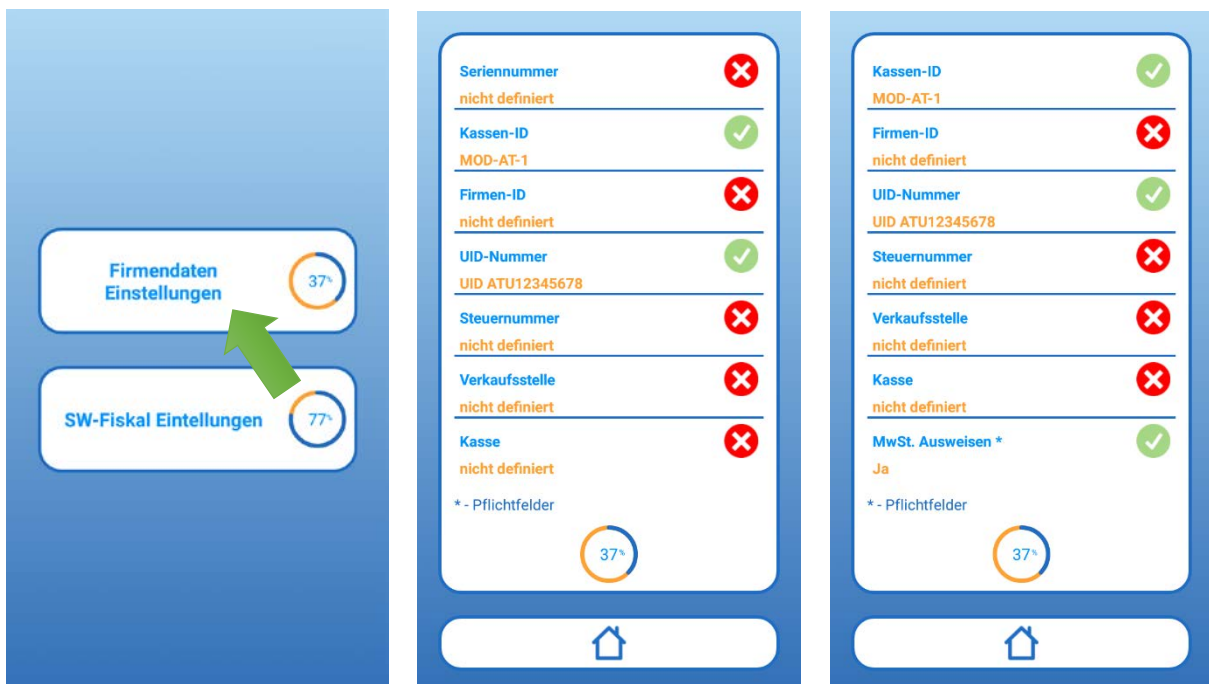 Firmendaten
Einstellungen
37%
SW-Fiskal Eintellungen
77%
Seriennummer
nicht definiert
Kassen-ID
MOD-AT-1
Firmen-ID
nicht definiert
UID-Nummer
UID ATU12345678
Steuernummer
nicht definiert
Verkaufsstelle
nicht definiert
Kasse
nicht definiert
* - Pflichtfelder
37%
Kassen-ID
MOD-AT-1
Firmen-ID
nicht definiert
UID-Nummer
UID ATU12345678
Steuernummer
nicht definiert
Verkaufsstelle
nicht definiert
Kasse
nicht definiert
MwSt. Ausweisen *
Ja
* - Pflichtfelder
37%